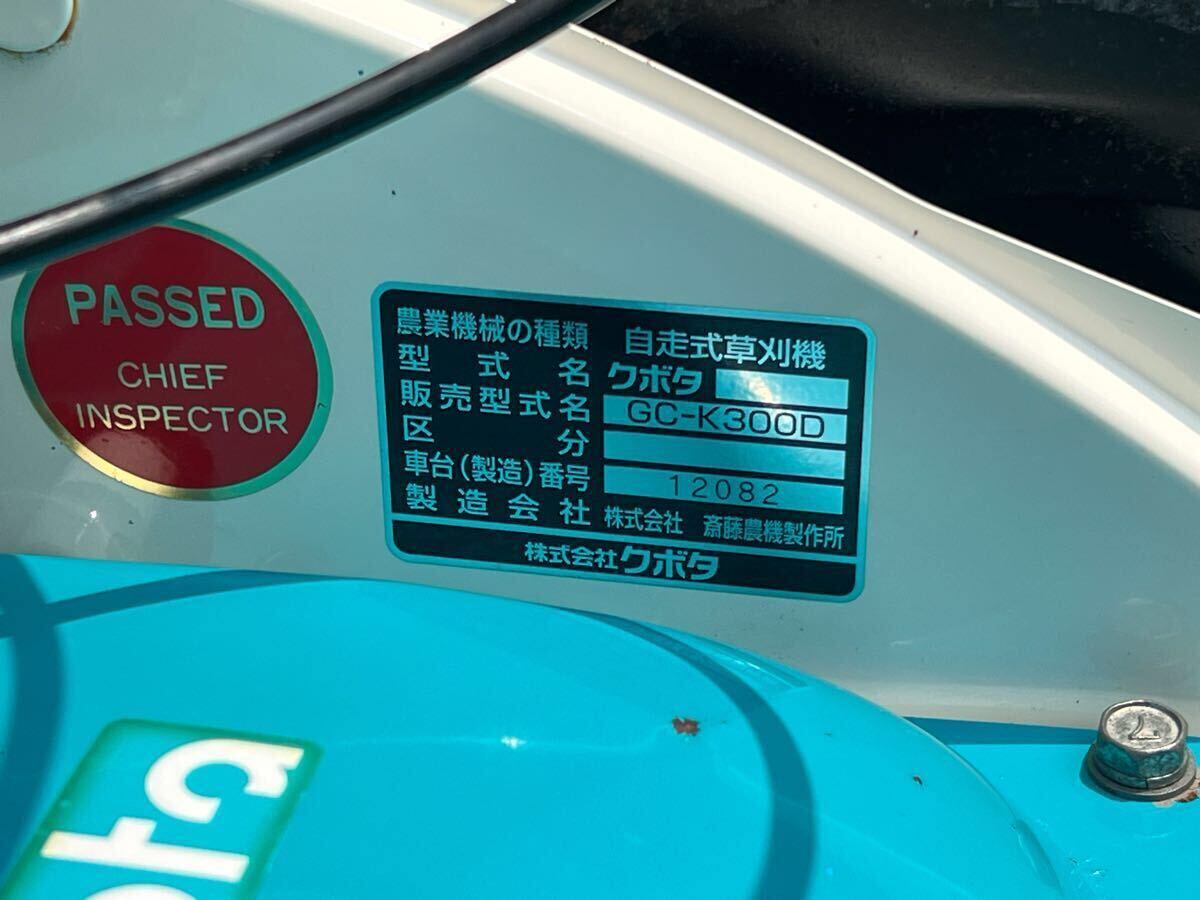 PASSED
CHIEF
INSPECTOR
農業機械の種類 自走式草刈機
型式名 クボタ
販売型式名 GC-K300D
区分
車台(製造)番号 12082
製造会社 株式会社 斎藤農機製作所
株式会社クボタ
7